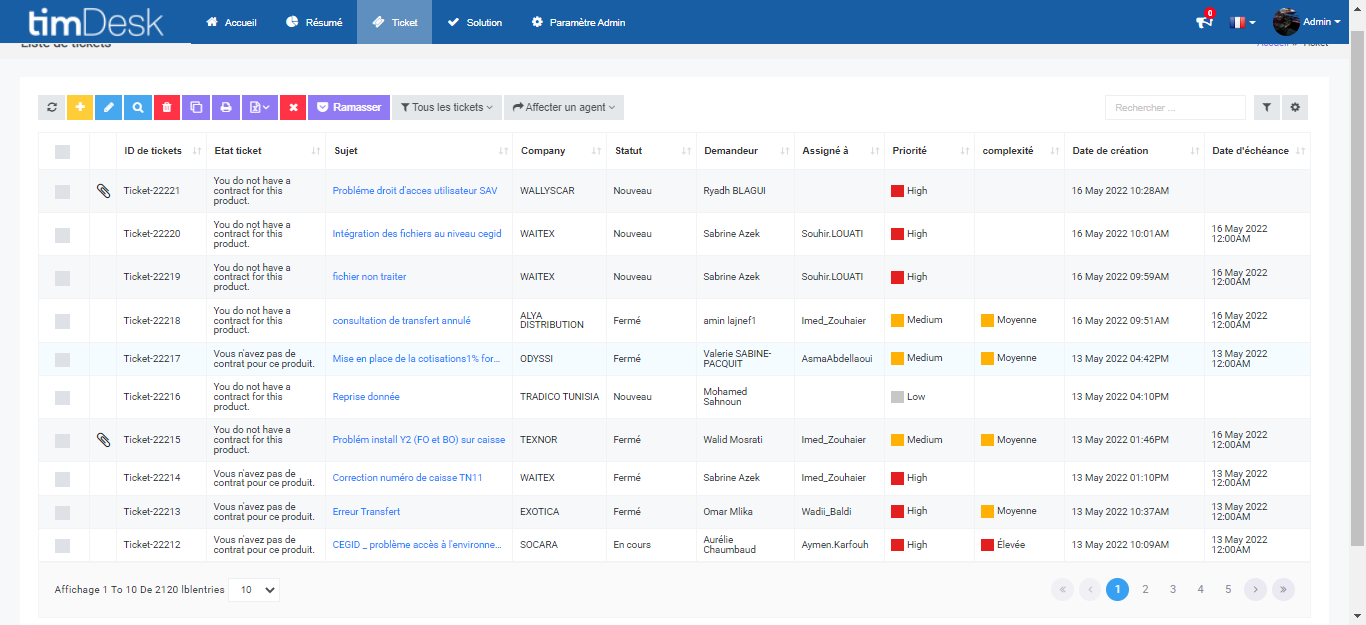 timDesk
Accueil
Résumé
Ticket
Solution
Paramètre Admin
0
Admin
Liste de tickets
Accueil » Ticket
Ramasser
Tous les tickets
Affecter un agent
Rechercher ...
ID de tickets Etat ticket Sujet Company Statut Demandeur Assigné à Priorité complexité Date de création Date d'échéance
Ticket-22221
You do not have a
contract for this
product.
Probléme droit d'acces utilisateur SAV
WALLYSCAR
Nouveau
Ryadh BLAGUI
High
16 May 2022 10:28AM
Ticket-22220
You do not have a
contract for this
product.
Intégration des fichiers au niveau cegid
WAITEX
Nouveau
Sabrine Azek
Souhir.LOUATI
High
16 May 2022 10:01AM
16 May 2022
12:00AM
Ticket-22219
You do not have a
contract for this
product.
fichier non traiter
WAITEX
Nouveau
Sabrine Azek
Souhir.LOUATI
High
16 May 2022 09:59AM
16 May 2022
12:00AM
Ticket-22218
You do not have a
contract for this
product.
consultation de transfert annulé
ALYA
DISTRIBUTION
Fermé
amin lajnef1
Imed_Zouhaier
Medium
Moyenne
16 May 2022 09:51AM
16 May 2022
12:00AM
Ticket-22217
Vous n'avez pas de
contrat pour ce produit.
Mise en place de la cotisations1% for...
ODYSSI
Fermé
Valerie SABINE-
PACQUIT
AsmaAbdellaoui
Medium
Moyenne
13 May 2022 04:42PM
13 May 2022
12:00AM
Ticket-22216
You do not have a
contract for this
product.
Reprise donnée
TRADICO TUNISIA
Nouveau
Mohamed
Sahnoun
Low
13 May 2022 04:10PM
Ticket-22215
You do not have a
contract for this
product.
Problém install Y2 (FO et BO) sur caisse
TEXNOR
Fermé
Walid Mosrati
Imed_Zouhaier
Medium
Moyenne
13 May 2022 01:46PM
16 May 2022
12:00AM
Ticket-22214
Vous n'avez pas de
contrat pour ce produit.
Correction numéro de caisse TN11
WAITEX
Fermé
Sabrine Azek
Imed_Zouhaier
High
13 May 2022 01:10PM
13 May 2022
12:00AM
Ticket-22213
Vous n'avez pas de
contrat pour ce produit.
Erreur Transfert
EXOTICA
Fermé
Omar Mlika
Wadii_Baldi
High
Moyenne
13 May 2022 10:37AM
13 May 2022
12:00AM
Ticket-22212
Vous n'avez pas de
contrat pour ce produit.
CEGID _ problème accès à l'environne...
SOCARA
En cours
Aurélie
Chaumbaud
Aymen.Karfouh
High
Élevée
13 May 2022 10:09AM
13 May 2022
12:00AM
Affichage 1 To 10 De 2120 lblentries 10
« ‹ 1 2 3 4 5 › »